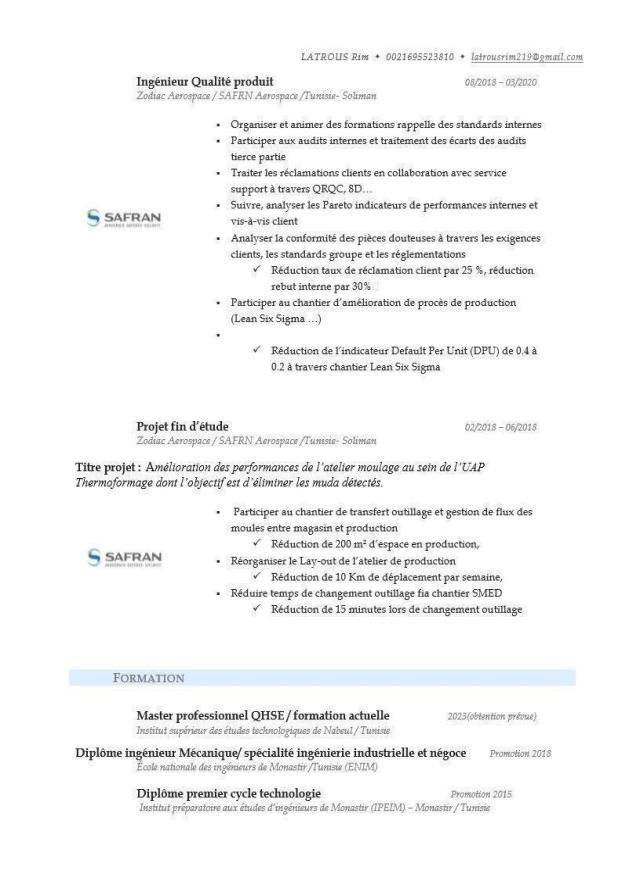 LATROUS Rim • 0021695523810 • latrousrim219@gmail.com
Ingénieur Qualité produit 08/2018 – 03/2020
Zodiac Aerospace / SAFRN Aerospace /Tunisie- Soliman
▪ Organiser et animer des formations rappelle des standards internes
▪ Participer aux audits internes et traitement des écarts des audits
tierce partie
▪ Traiter les réclamations clients en collaboration avec service
support à travers QRQC, 8D…
▪ Suivre, analyser les Pareto indicateurs de performances internes et
vis-à-vis client
SAFRAN
▪ Analyser la conformité des pièces douteuses à travers les exigences
clients, les standards groupe et les réglementations
✓ Réduction taux de réclamation client par 25 %, réduction
rebut interne par 30%
▪ Participer au chantier d’amélioration de procès de production
(Lean Six Sigma …)
▪
✓ Réduction de l’indicateur Default Per Unit (DPU) de 0.4 à
0.2 à travers chantier Lean Six Sigma
Projet fin d’étude 02/2018 – 06/2018
Zodiac Aerospace / SAFRN Aerospace /Tunisie- Soliman
Titre projet : Amélioration des performances de l’atelier moulage au sein de l’UAP
Thermoformage dont l’objectif est d’éliminer les muda détectés.
▪ Participer au chantier de transfert outillage et gestion de flux des
moules entre magasin et production
✓ Réduction de 200 m² d’espace en production,
SAFRAN
▪ Réorganiser le Lay-out de l’atelier de production
✓ Réduction de 10 Km de déplacement par semaine,
▪ Réduire temps de changement outillage fia chantier SMED
✓ Réduction de 15 minutes lors de changement outillage
FORMATION
Master professionnel QHSE / formation actuelle 2023(obtention prévue)
Institut supérieur des études technologiques de Nabeul / Tunisie
Diplôme ingénieur Mécanique/ spécialité ingénierie industrielle et négoce Promotion 2018
École nationale des ingénieurs de Monastir /Tunisie (ENIM)
Diplôme premier cycle technologie Promotion 2015
Institut préparatoire aux études d’ingénieurs de Monastir (IPEIM) – Monastir / Tunisie